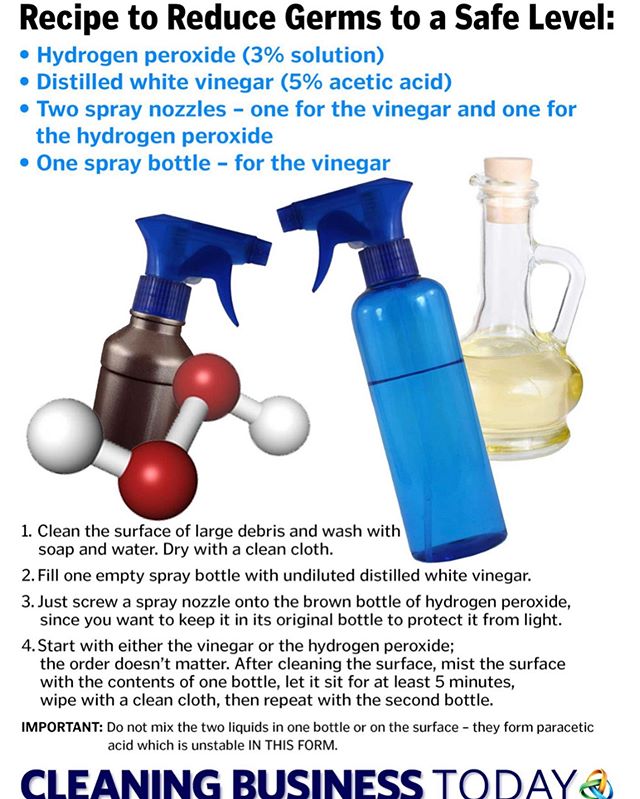 Recipe to Reduce Germs to a Safe Level:
• Hydrogen peroxide (3% solution)
• Distilled white vinegar (5% acetic acid)
• Two spray nozzles – one for the vinegar and one for
the hydrogen peroxide
• One spray bottle – for the vinegar
1. Clean the surface of large debris and wash with
soap and water. Dry with a clean cloth.
2. Fill one empty spray bottle with undiluted distilled white vinegar.
3. Just screw a spray nozzle onto the brown bottle of hydrogen peroxide,
since you want to keep it in its original bottle to protect it from light.
4. Start with either the vinegar or the hydrogen peroxide;
the order doesn't matter. After cleaning the surface, mist the surface
with the contents of one bottle, let it sit for at least 5 minutes,
wipe with a clean cloth, then repeat with the second bottle.
IMPORTANT: Do not mix the two liquids in one bottle or on the surface – they form paracetic
acid which is unstable IN THIS FORM.
CLEANING BUSINESS TODAY